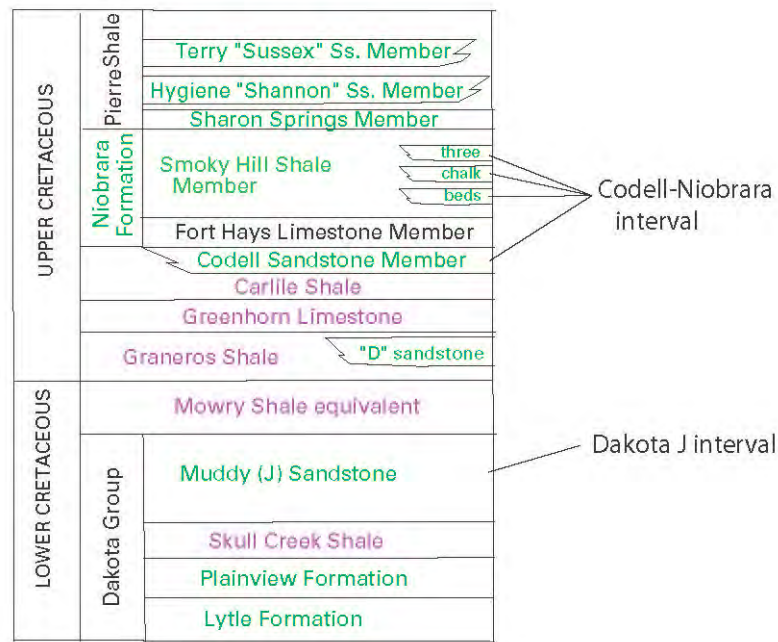 UPPER CRETACEOUS
PierreShale
Terry "Sussex" Ss. Member
Hygiene "Shannon" Ss. Member
Sharon Springs Member
Niobrara
Formation
Smoky Hill Shale
Member
three
chalk
beds
Codell-Niobrara
interval
Fort Hays Limestone Member
Codell Sandstone Member
Carlile Shale
Greenhorn Limestone
Graneros Shale
"D" sandstone
LOWER CRETACEOUS
Mowry Shale equivalent
Dakota Group
Muddy (J) Sandstone
Dakota J interval
Skull Creek Shale
Plainview Formation
Lytle Formation